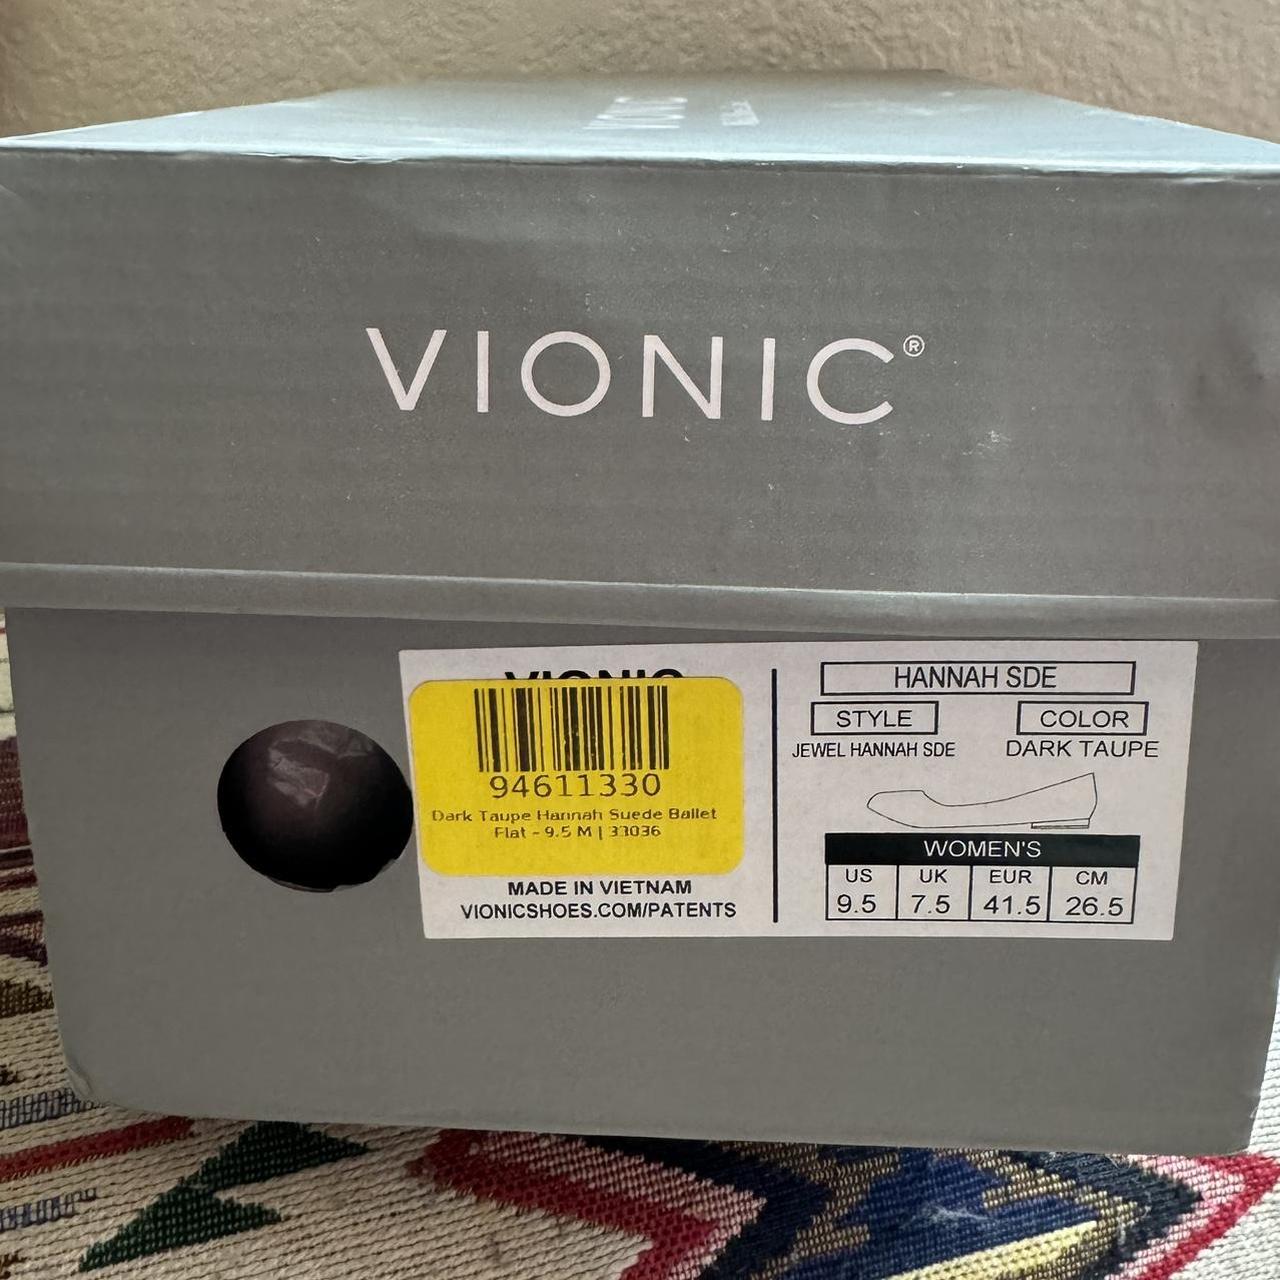 VIONIC
VIONIC®
VIONIC
94611330
Dark Taupe Hannah Suede Ballet
Flat - 9.5 M | 33036
MADE IN VIETNAM
VIONICSHOES.COM/PATENTS
HANNAH SDE
STYLE COLOR
JEWEL HANNAH SDE DARK TAUPE
WOMEN'S
US UK EUR CM
9.5 7.5 41.5 26.5